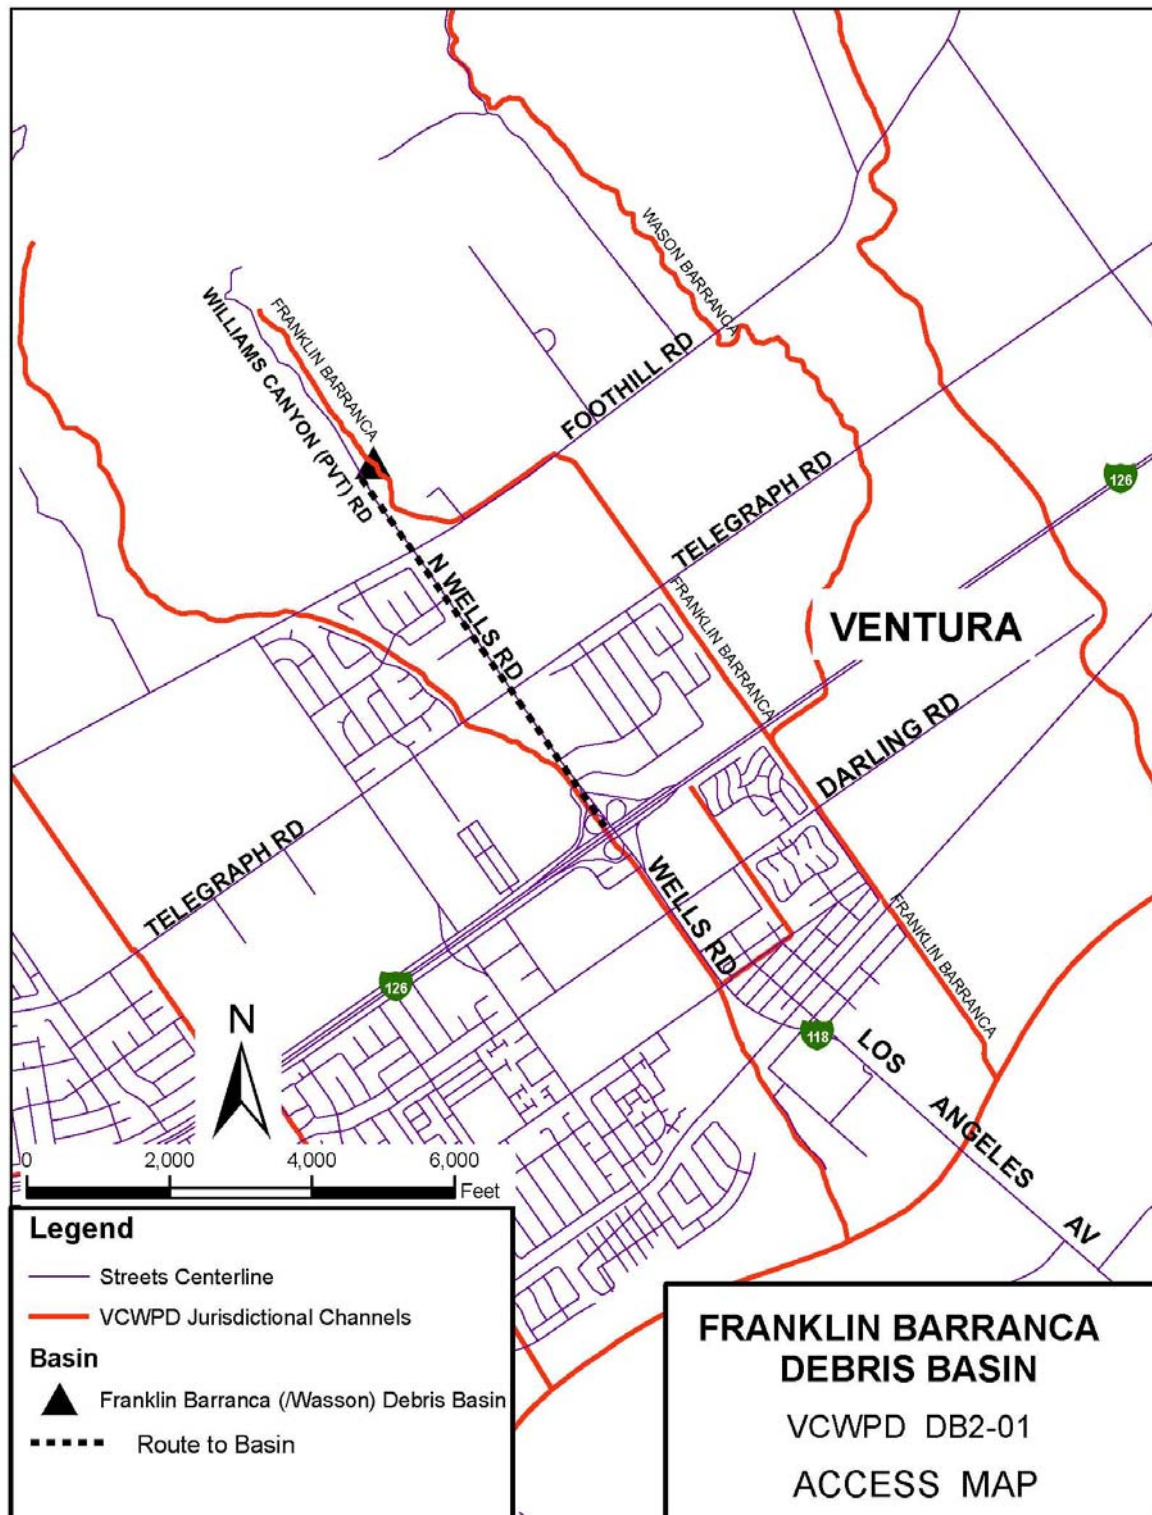 WASON BARRANCA
FRANKLIN BARRANCA
WILLIAMS CANYON (PVT) RD
FOOTHILL RD
TELEGRAPH RD
126
N WELLS RD
FRANKLIN BARRANCA
VENTURA
DARLING RD
TELEGRAPH RD
WELLS RD
FRANKLIN BARRANCA
126
N
118
LOS ANGELES AV
0 2,000 4,000 6,000
Feet
Legend
Streets Centerline
VCWPD Jurisdictional Channels
Basin
Franklin Barranca (/Wasson) Debris Basin
Route to Basin
FRANKLIN BARRANCA
DEBRIS BASIN
VCWPD DB2-01
ACCESS MAP